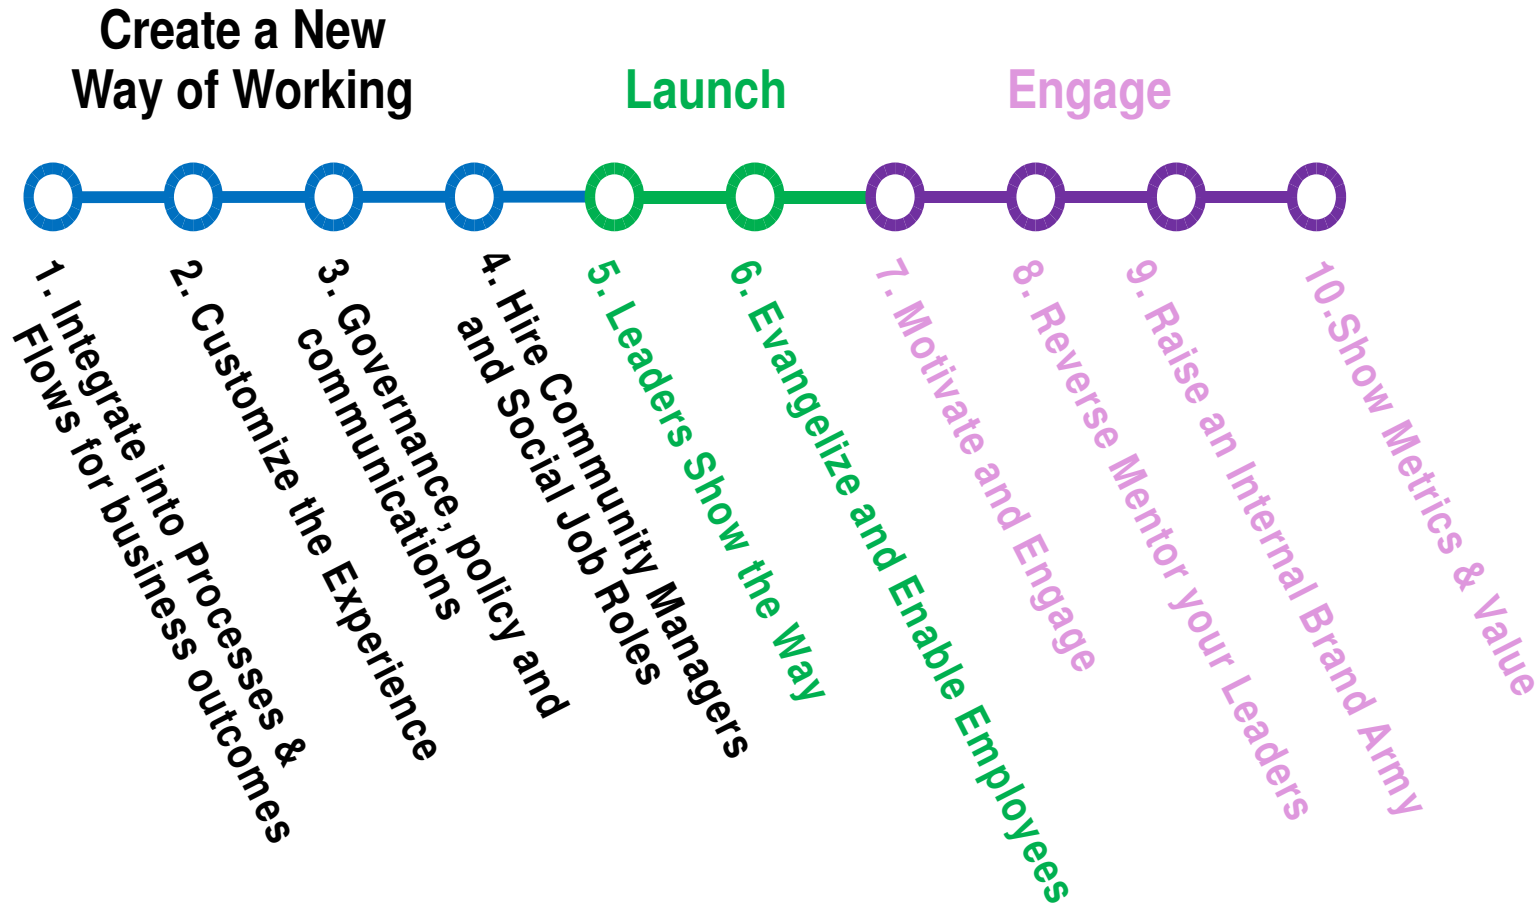 Create a New
Way of Working
Launch
Engage
1. Integrate into Processes &
Flows for business outcomes
2. Customize the Experience
3. Governance, policy and
communications
4. Hire Community Managers
and Social Job Roles
5. Leaders Show the Way
6. Evangelize and Enable Employees
7. Motivate and Engage
8. Reverse Mentor your Leaders
9. Raise an Internal Brand Army
10.Show Metrics & Value